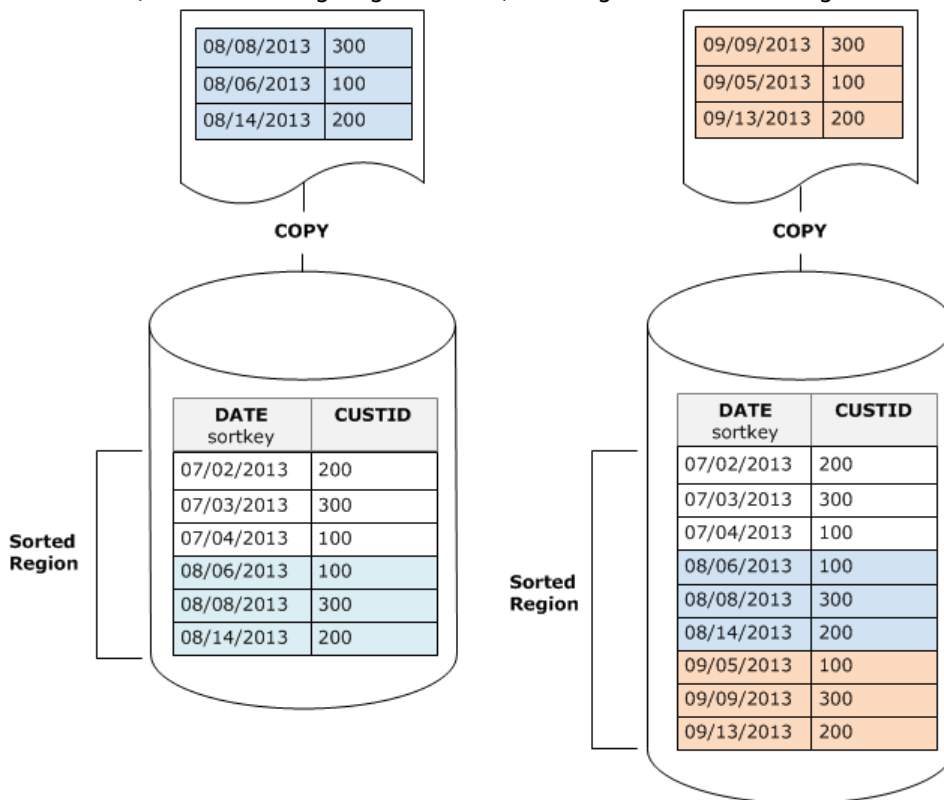 08/08/2013 300
08/06/2013 100
08/14/2013 200
COPY
DATE CUSTID
sortkey
07/02/2013 200
07/03/2013 300
07/04/2013 100
08/06/2013 100
08/08/2013 300
08/14/2013 200
Sorted
Region
09/09/2013 300
09/05/2013 100
09/13/2013 200
COPY
DATE CUSTID
sortkey
07/02/2013 200
07/03/2013 300
07/04/2013 100
08/06/2013 100
08/08/2013 300
08/14/2013 200
09/05/2013 100
09/09/2013 300
09/13/2013 200
Sorted
Region